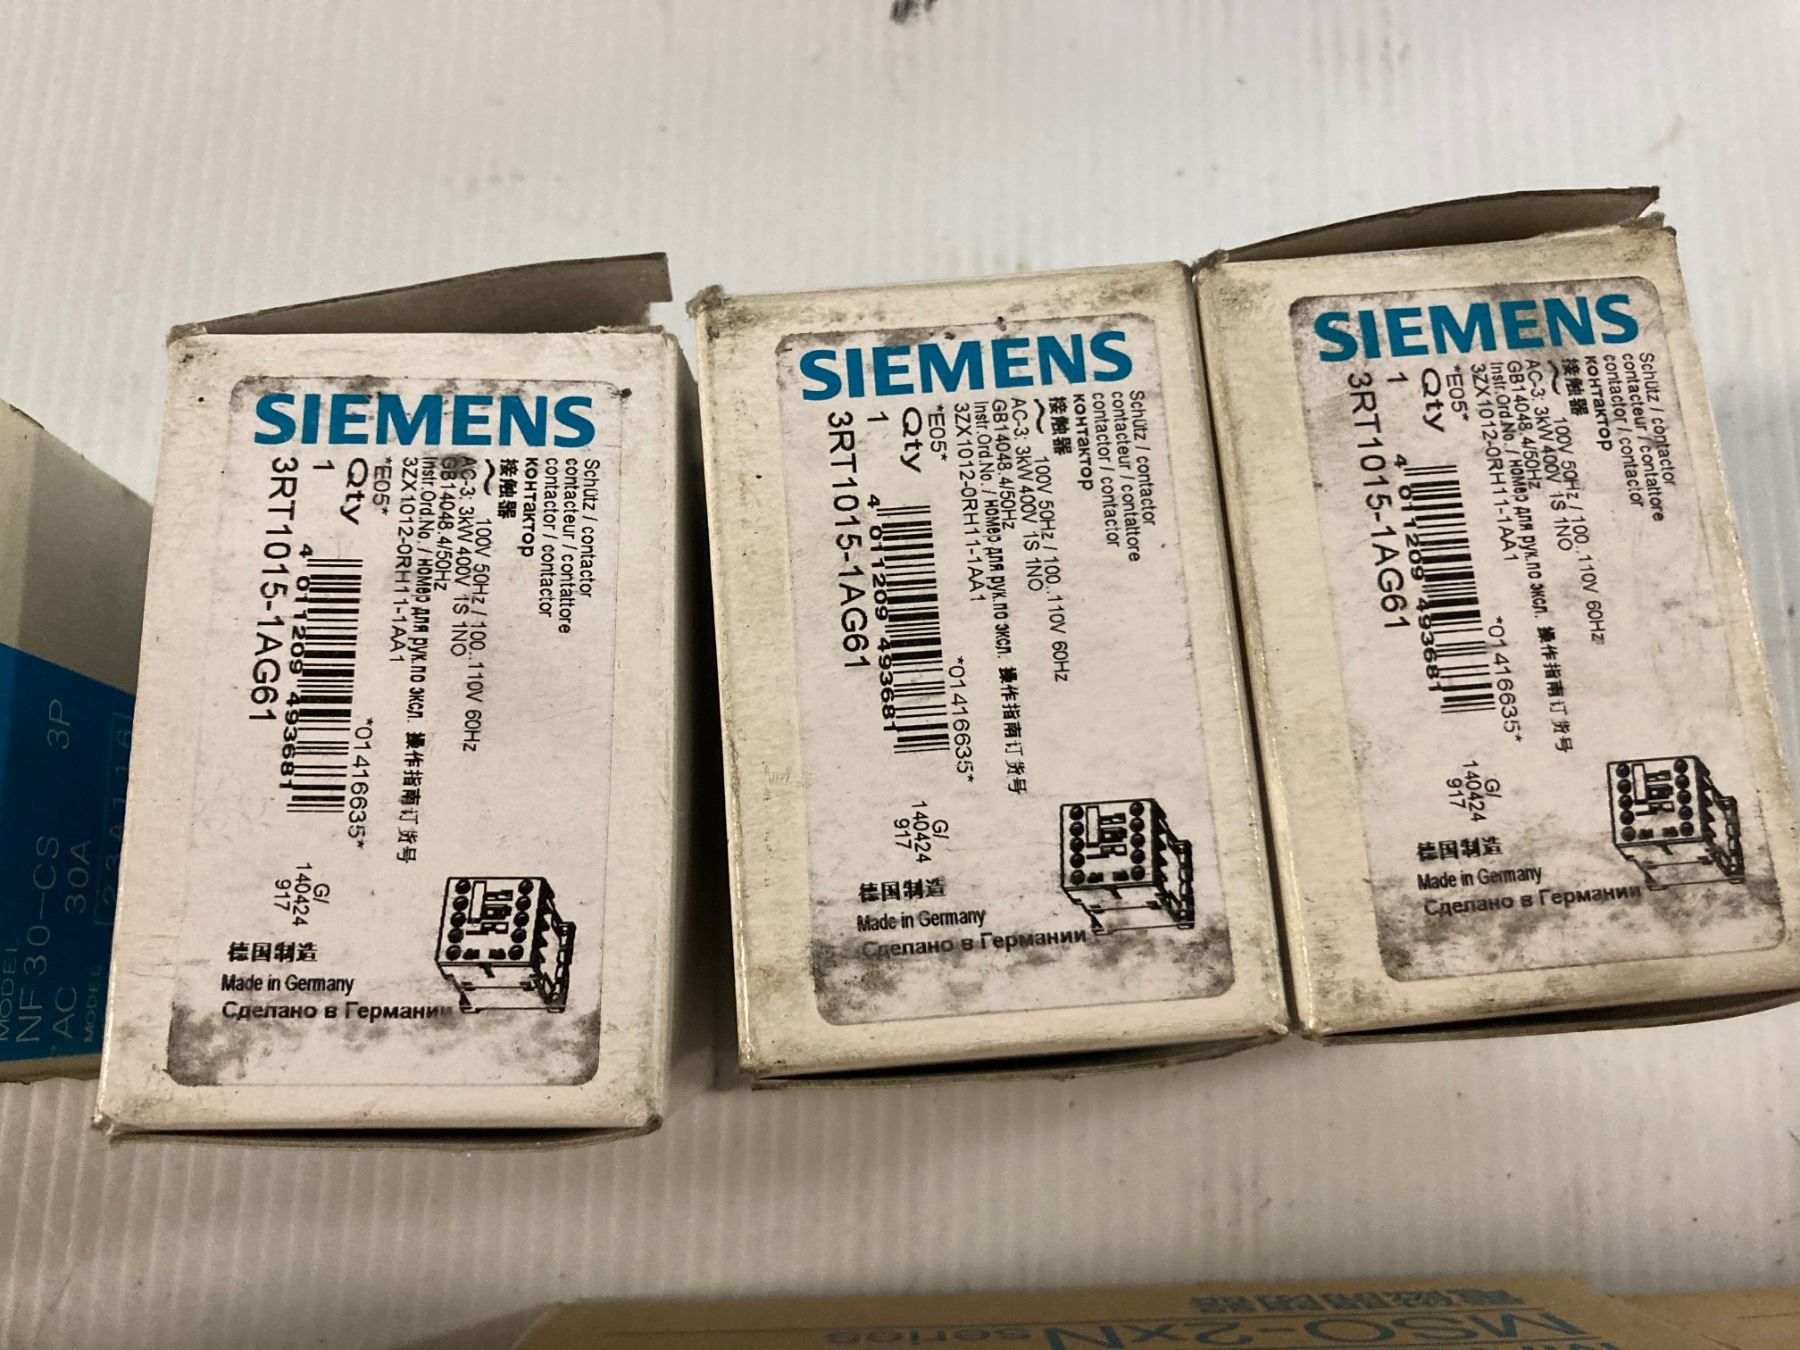 MODEL
NF30-CS 3P
AC 30A
MODEL
SIEMENS
3RT1015-1AG61
1
Qty
4 011209 493681
*E05*
*01416635*
3ZX1012-0RH11-1AA1
Instr.Ord.No. / номер для рук.по эксп. 操作指南订货号
GB14048.4/50Hz
AC-3: 3kW 400V 1S 1NO
～ 100V 50Hz / 100..110V 60Hz
接触器
контактор
contactor / contactor
contacteur / contattore
Schütz / contactor
G/
140424
917
德国制造
Made in Germany
Сделано в Германии
SIEMENS
3RT1015-1AG61
1
Qty
4 011209 493681
*E05*
*01416635*
3ZX1012-0RH11-1AA1
Instr.Ord.No. / номер для рук.по эксп. 操作指南订货号
GB14048.4/50Hz
AC-3: 3kW 400V 1S 1NO
～ 100V 50Hz / 100..110V 60Hz
接触器
контактор
contactor / contactor
contacteur / contattore
Schütz / contactor
G/
140424
917
德国制造
Made in Germany
Сделано в Германии
SIEMENS
3RT1015-1AG61
1
Qty
4 011209 493681
*E05*
*01416635*
3ZX1012-0RH11-1AA1
Instr.Ord.No. / номер для рук.по эксп. 操作指南订货号
GB14048.4/50Hz
AC-3: 3kW 400V 1S 1NO
～ 100V 50Hz / 100..110V 60Hz
接触器
контактор
contactor / contactor
contacteur / contattore
Schütz / contactor
G/
140424
917
德国制造
Made in Germany
Сделано в Германии
MSO-2xN series
電磁開閉器